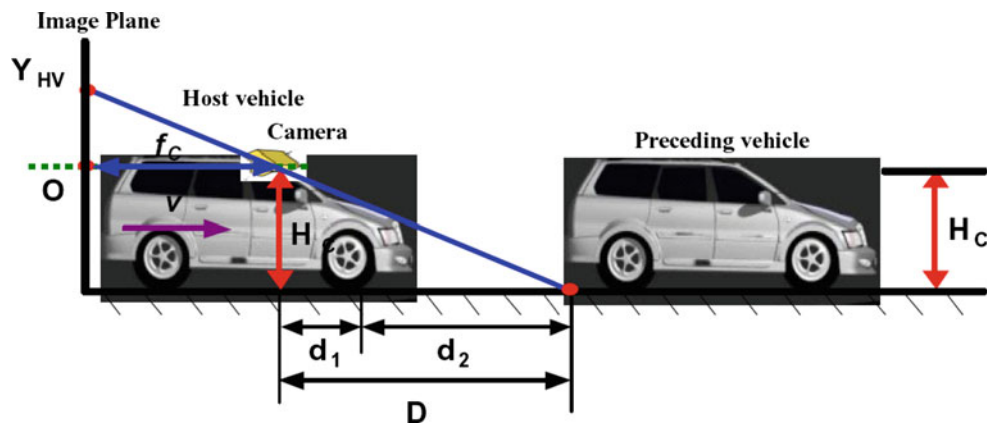 Image Plane
Y HV
Host vehicle
Camera
Preceding vehicle
f C
O
V
H C
H C
d 1
d 2
D